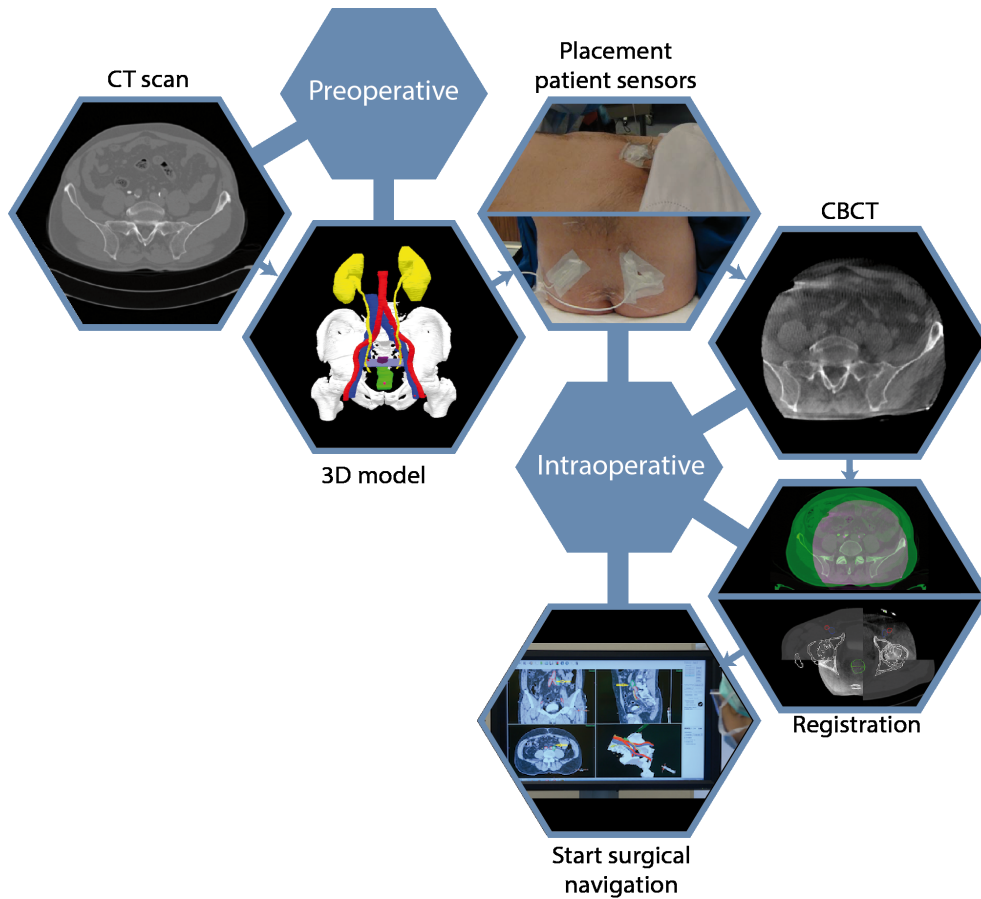 Placement
patient sensors
CT scan
Preoperative
CBCT
3D model
Intraoperative
Registration
Start surgical
navigation